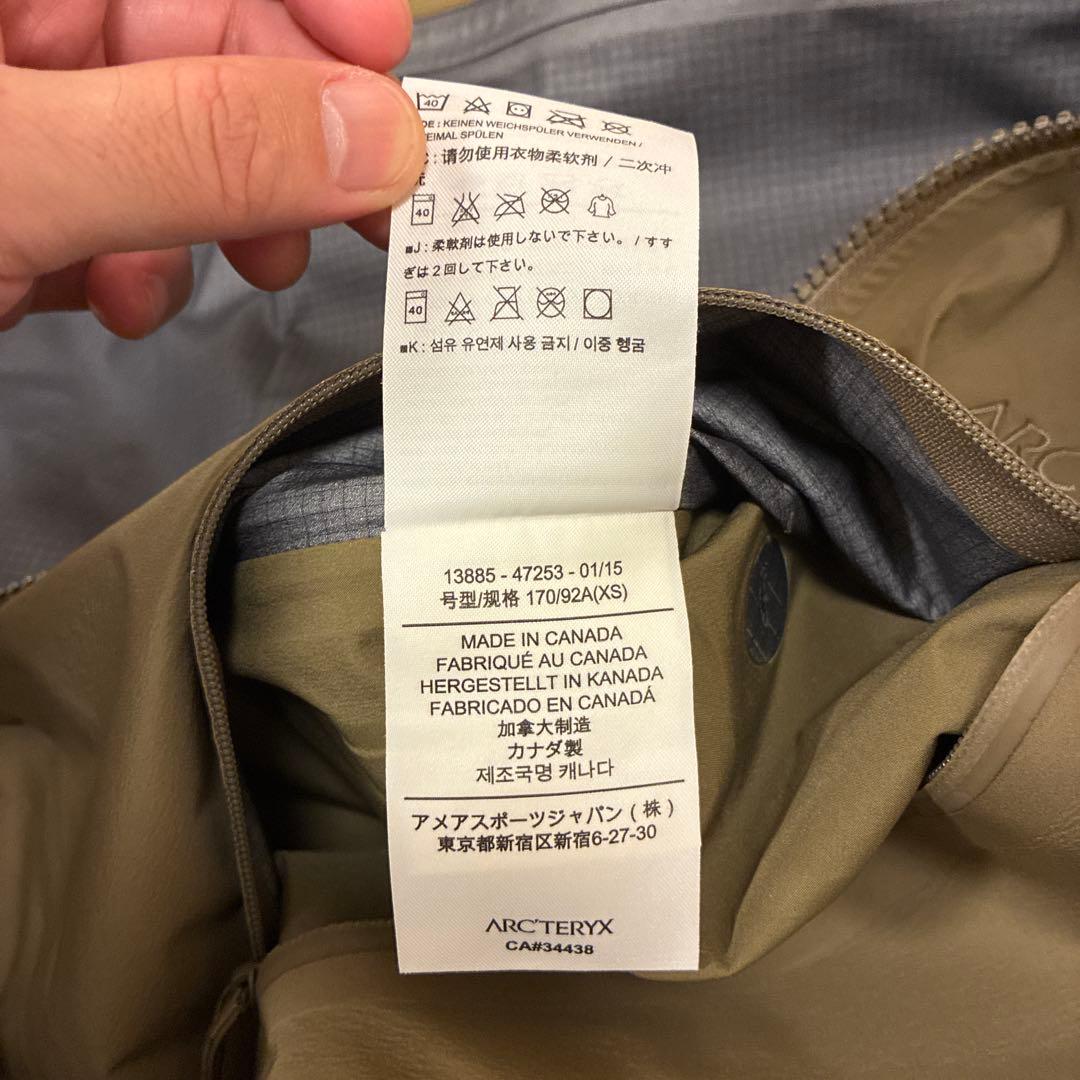 40
DE : KEINEN WEICHSPÜLER VERWENDEN /
ZWEIMAL SPÜLEN
C : 请勿使用衣物柔软剂 / 二次冲
洗
40
■J : 柔軟剤は使用しないで下さい。 / すす
ぎは2回して下さい。
40
■K : 섬유 유연제 사용 금지 / 이중 헹굼
13885 - 47253 - 01/15
号型/规格 170/92A(XS)
MADE IN CANADA
FABRIQUÉ AU CANADA
HERGESTELLT IN KANADA
FABRICADO EN CANADÁ
加拿大制造
カナダ製
제조국명 캐나다
アメアスポーツジャパン ( 株 )
東京都新宿区新宿6-27-30
ARC'TERYX
CA#34438
ARC